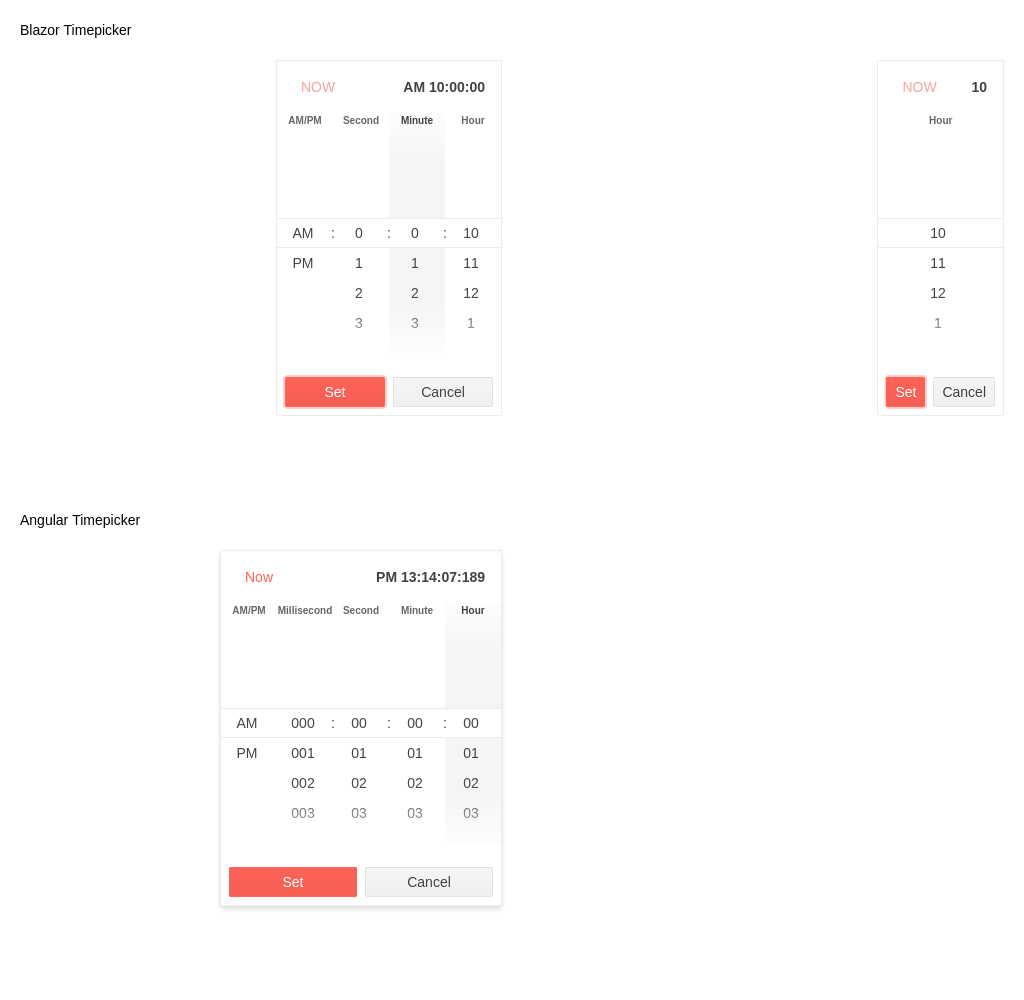 Blazor Timepicker
NOW AM 10:00:00
AM/PM Second Minute Hour
AM : 0 : 0 : 10
PM 1 1 11
2 2 12
3 3 1
Set Cancel
NOW 10
Hour
10
11
12
1
Set Cancel
Angular Timepicker
Now PM 13:14:07:189
AM/PM Millisecond Second Minute Hour
AM 000 : 00 : 00 : 00
PM 001 01 01 01
002 02 02 02
003 03 03 03
Set Cancel